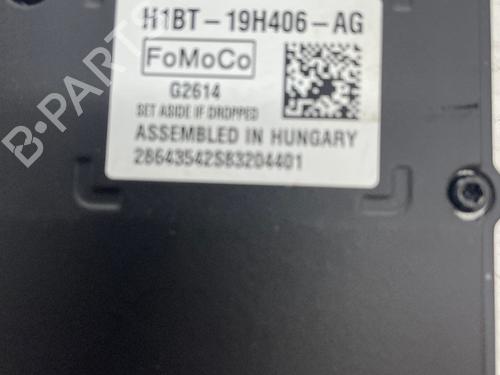 H1BT-19H406-AG
FoMoCo
G2614
SET ASIDE IF DROPPED
ASSEMBLED IN HUNGARY
28643542S83204401
B-PARTS